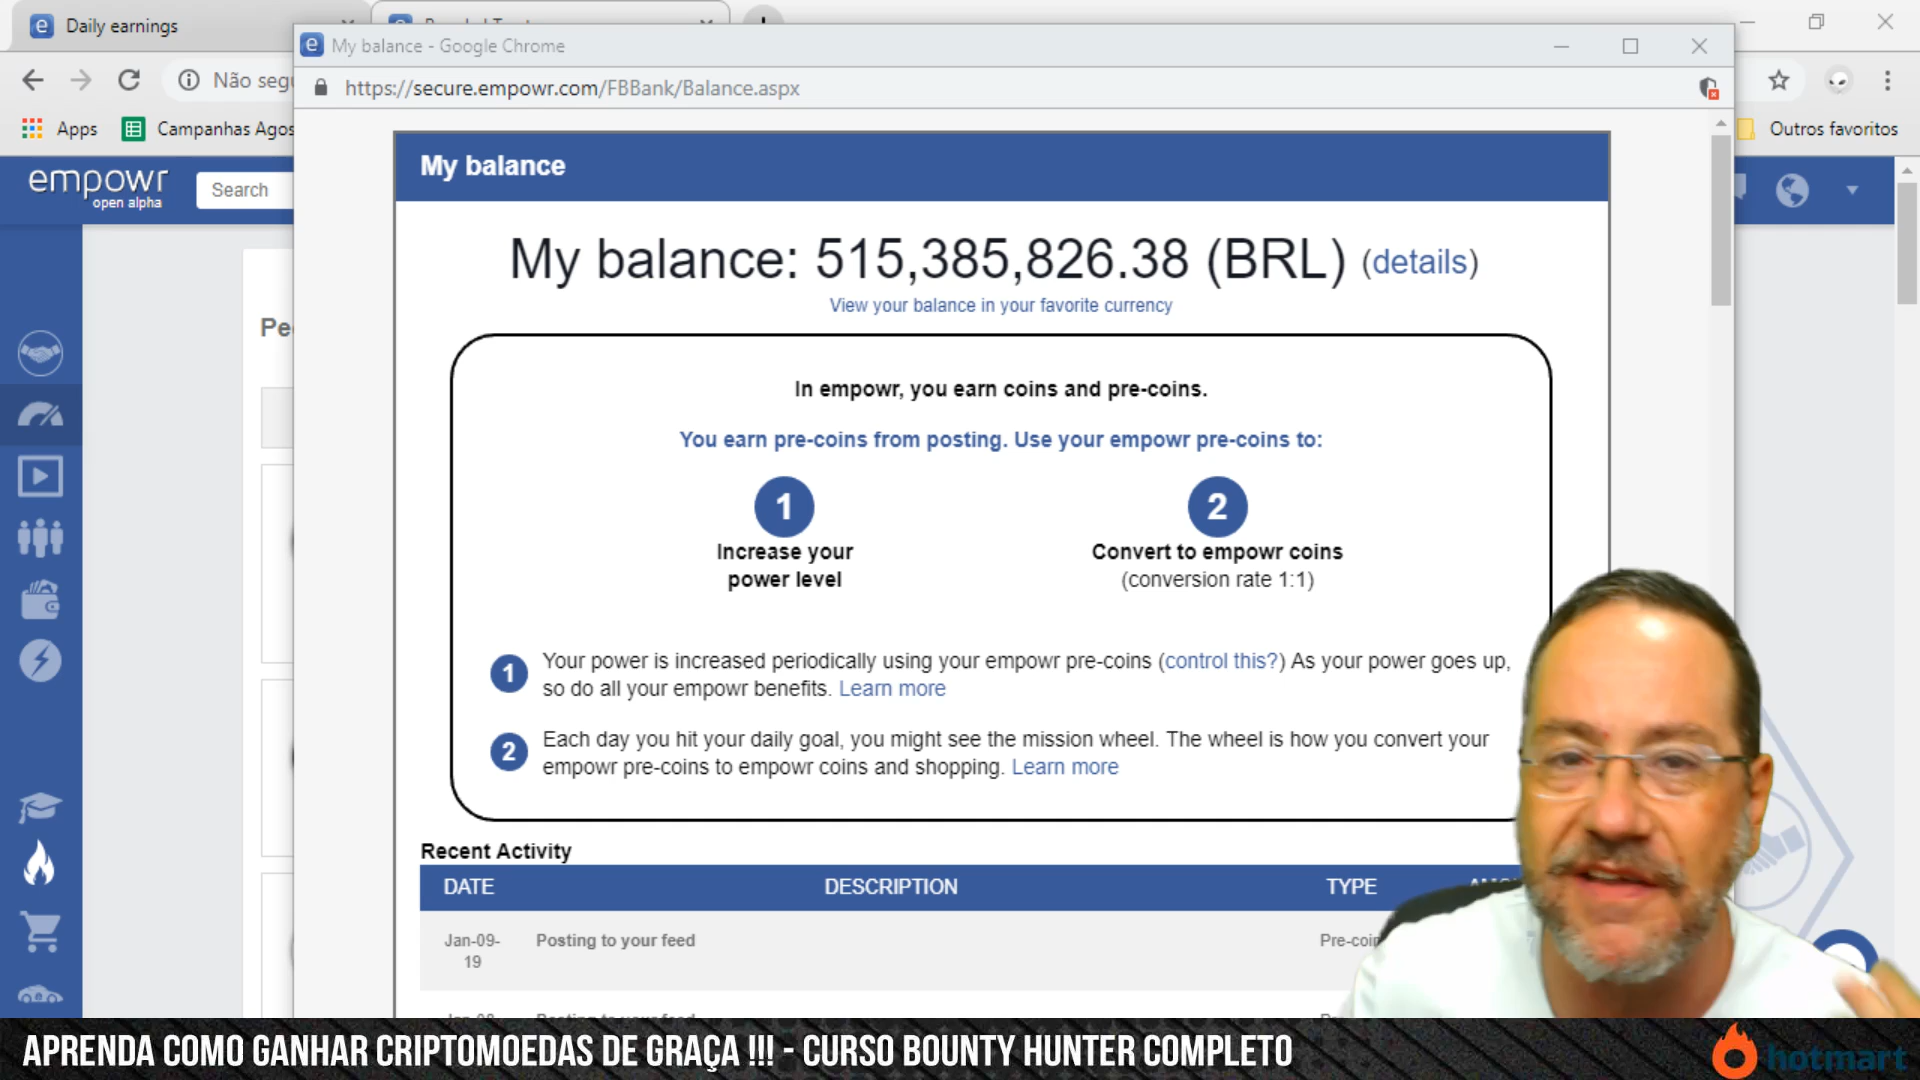 Daily earnings
My balance - Google Chrome
Não seg
https://secure.empowr.com/FBBank/Balance.aspx
Apps
Campanhas Agos
Outros favoritos
empowr
open alpha
Search
My balance
My balance: 515,385,826.38 (BRL) (details)
View your balance in your favorite currency
Pe
In empowr, you earn coins and pre-coins.
You earn pre-coins from posting. Use your empowr pre-coins to:
1
2
Increase your
power level
Convert to empowr coins
(conversion rate 1:1)
1
Your power is increased periodically using your empowr pre-coins (control this?) As your power goes up,
so do all your empowr benefits. Learn more
2
Each day you hit your daily goal, you might see the mission wheel. The wheel is how you convert your
empowr pre-coins to empowr coins and shopping. Learn more
Recent Activity
DATE DESCRIPTION TYPE
Jan-09-
19
Posting to your feed
Pre-coin
APRENDA COMO GANHAR CRIPTOMOEDAS DE GRAÇA !!! - CURSO BOUNTY HUNTER COMPLETO
hotmart